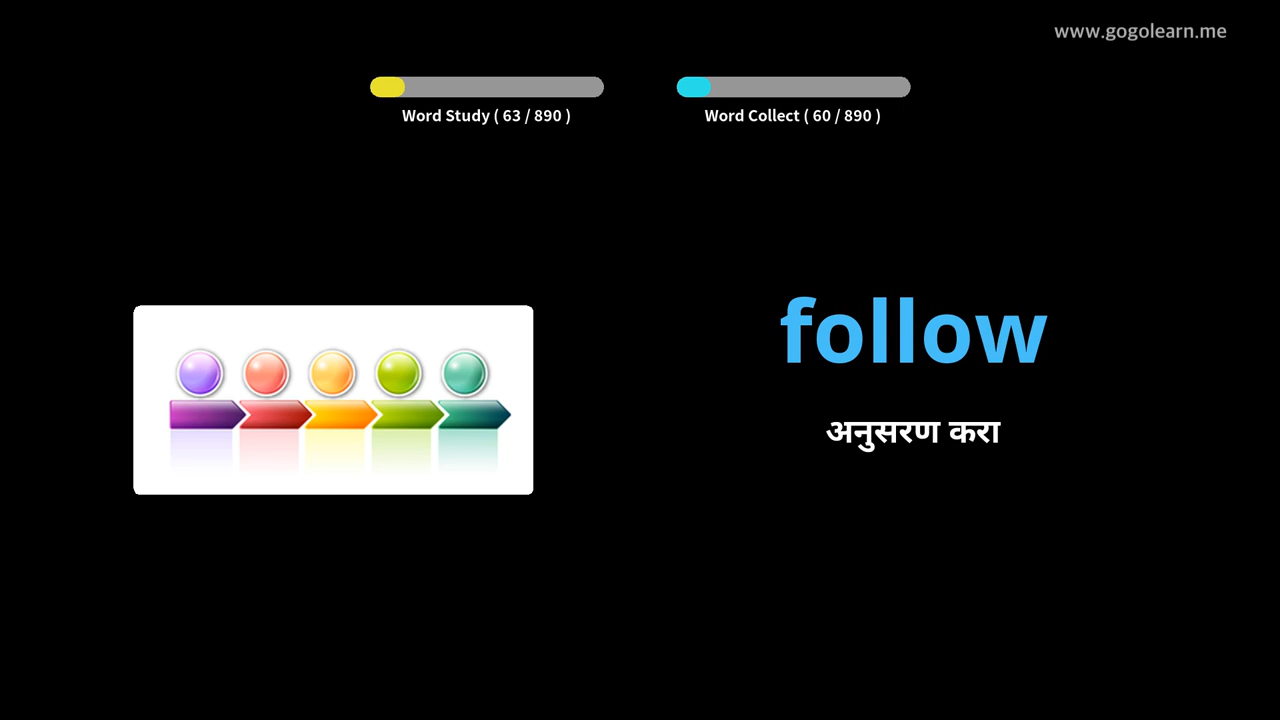 www.gogolearn.me
Word Study ( 63 / 890 )
Word Collect ( 60 / 890 )
follow
अनुसरण करा